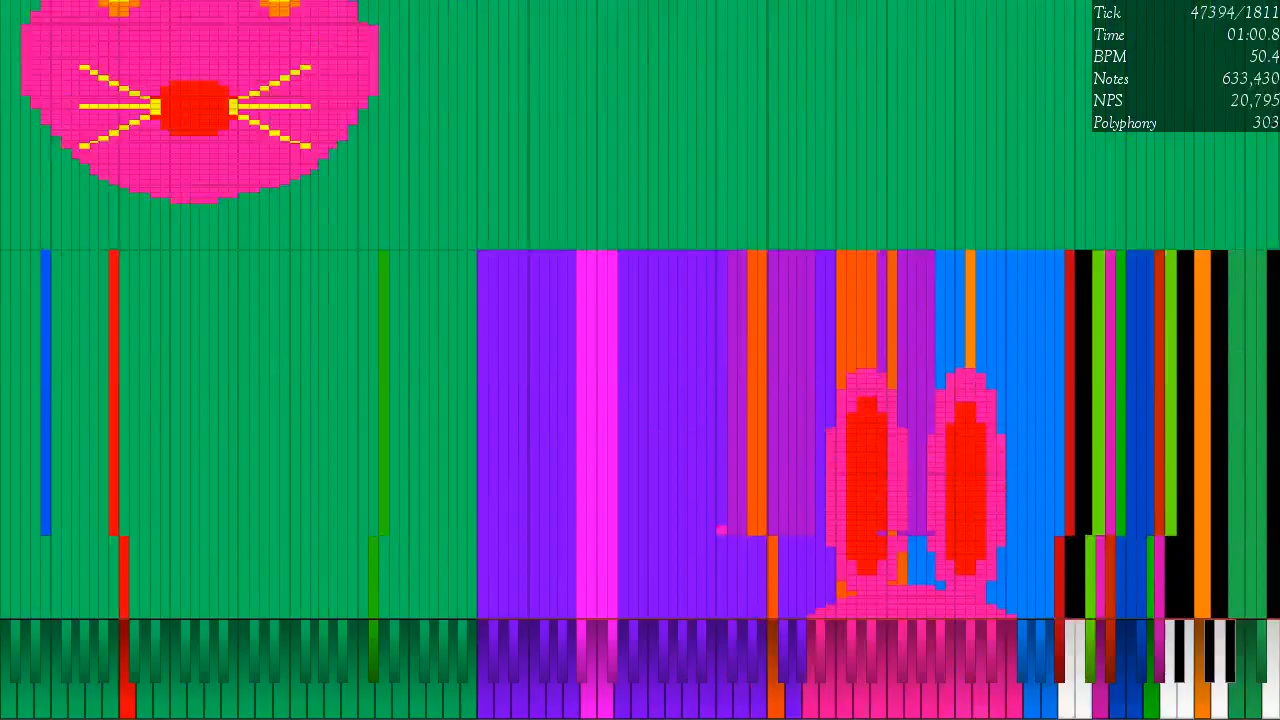 Tick 47394/1811
Time 01:00.8
BPM 50.4
Notes 633,430
NPS 20,795
Polyphony 303